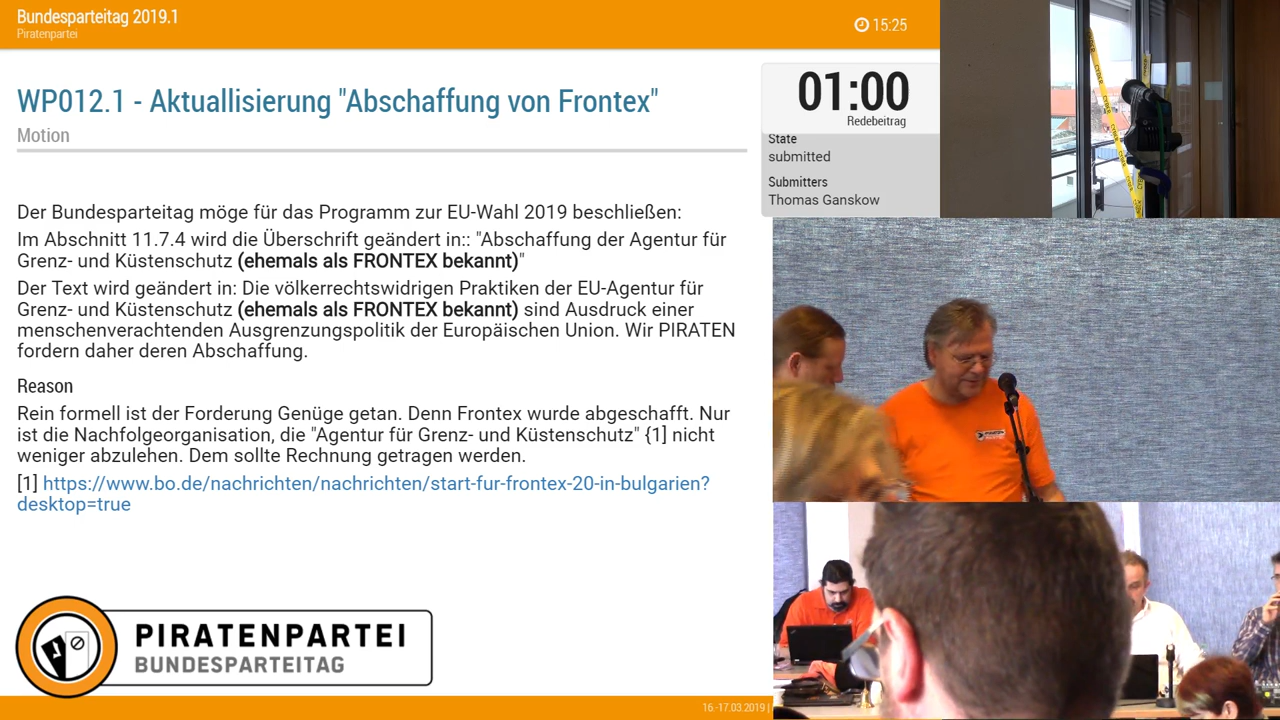 Bundesparteitag 2019.1
Piratenpartei
15:25
WP012.1 - Aktuallisierung "Abschaffung von Frontex"
Motion
01:00
Redebeitrag
State
submitted
Submitters
Thomas Ganskow
Der Bundesparteitag möge für das Programm zur EU-Wahl 2019 beschließen:
Im Abschnitt 11.7.4 wird die Überschrift geändert in:: "Abschaffung der Agentur für
Grenz- und Küstenschutz (ehemals als FRONTEX bekannt)"
Der Text wird geändert in: Die völkerrechtswidrigen Praktiken der EU-Agentur für
Grenz- und Küstenschutz (ehemals als FRONTEX bekannt) sind Ausdruck einer
menschenverachtenden Ausgrenzungspolitik der Europäischen Union. Wir PIRATEN
fordern daher deren Abschaffung.
Reason
Rein formell ist der Forderung Genüge getan. Denn Frontex wurde abgeschafft. Nur
ist die Nachfolgeorganisation, die "Agentur für Grenz- und Küstenschutz" {1] nicht
weniger abzulehen. Dem sollte Rechnung getragen werden.
[1] https://www.bo.de/nachrichten/nachrichten/start-fur-frontex-20-in-bulgarien?
desktop=true
PIRATENPARTEI
BUNDESPARTEITAG
16.-17.03.2019 |
CYBER